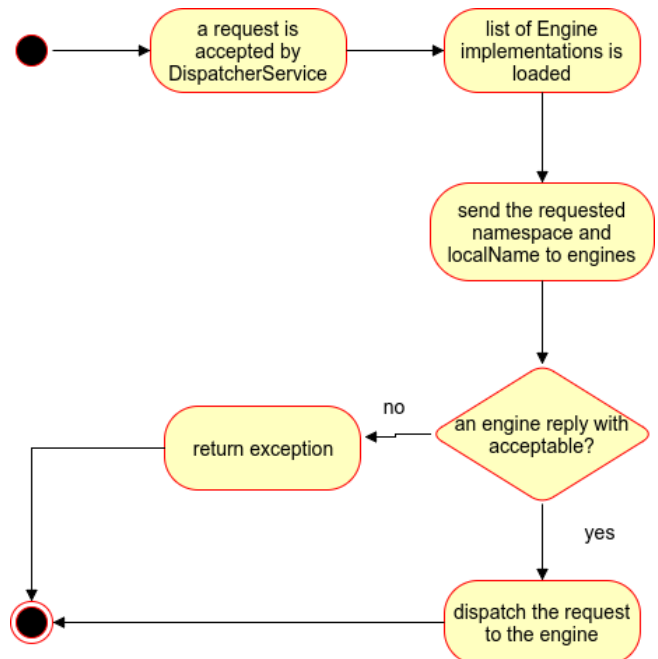 a request is
accepted by
DispatcherService
list of Engine
implementations is
loaded
send the requested
namespace and
localName to engines
an engine reply with
acceptable?
no
return exception
yes
dispatch the request
to the engine